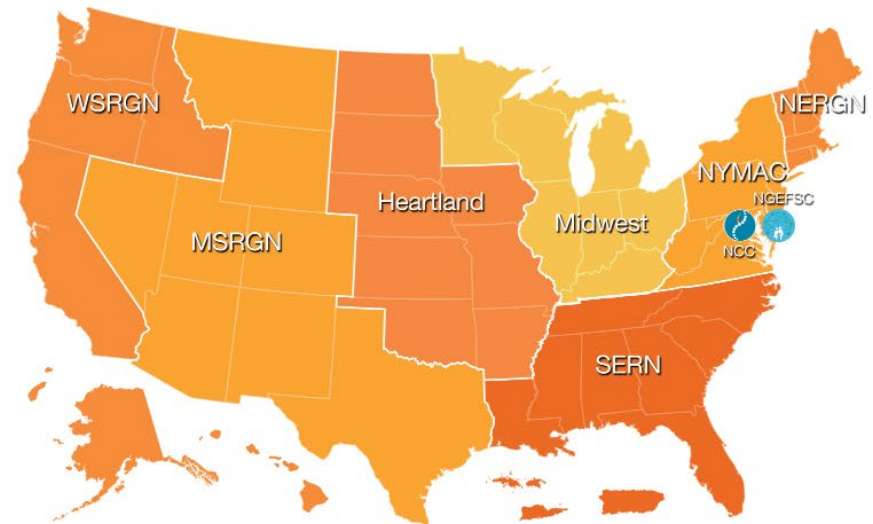 WSRGN
NERGN
NYMAC
NGEFSC
Heartland
Midwest
MSRGN
NCC
SERN